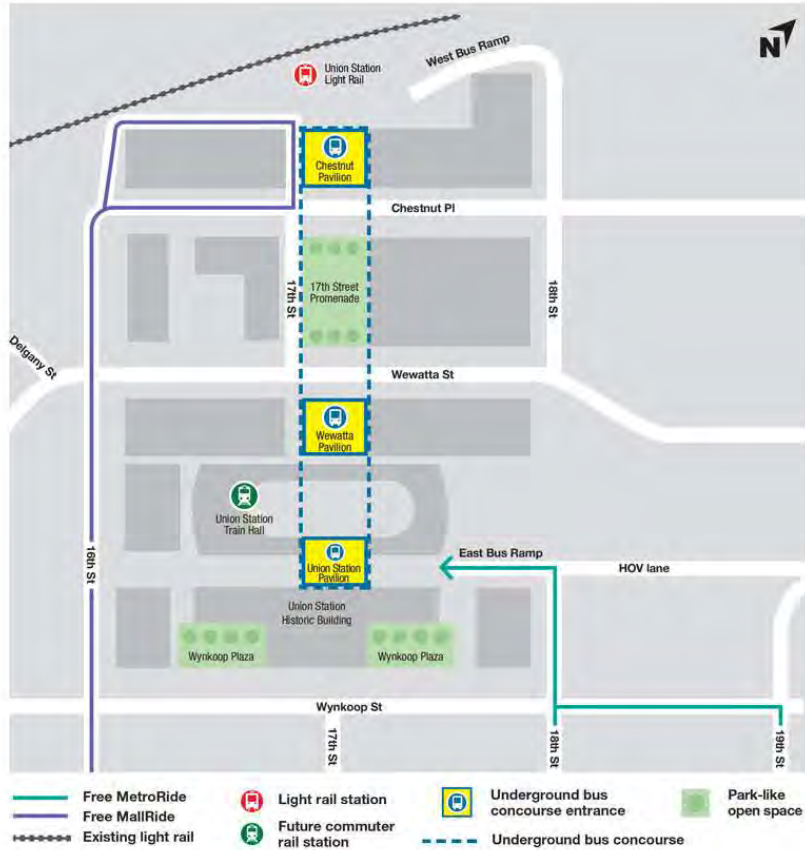 N
West Bus Ramp
Union Station
Light Rail
Chestnut
Pavilion
Chestnut Pl
17th St
17th Street
Promenade
18th St
Delgany St
Wewatta St
Wewatta
Pavilion
Union Station
Train Hall
16th St
East Bus Ramp
HOV lane
Union Station
Pavilion
Union Station
Historic Building
Wynkoop Plaza
Wynkoop Plaza
Wynkoop St
17th St
18th St
19th St
Free MetroRide
Free MallRide
Existing light rail
Light rail station
Future commuter
rail station
Underground bus
concourse entrance
Underground bus concourse
Park-like
open space